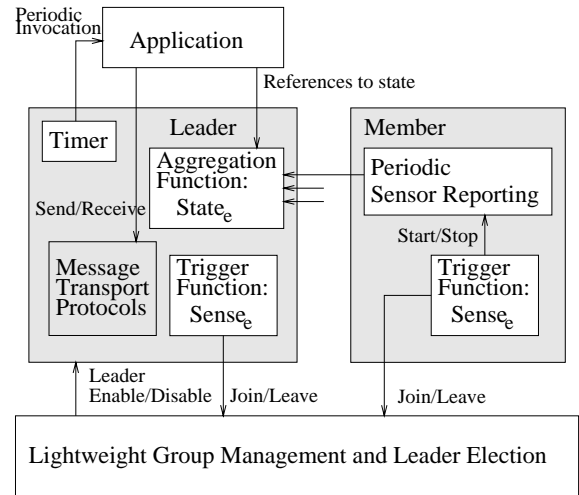 Periodic
Invocation
Application
References to state
Leader
Timer
Aggregation
Function:
State_e
Send/Receive
Message
Transport
Protocols
Trigger
Function:
Sense_e
Member
Periodic
Sensor Reporting
Start/Stop
Trigger
Function:
Sense_e
Leader
Enable/Disable
Join/Leave
Join/Leave
Lightweight Group Management and Leader Election